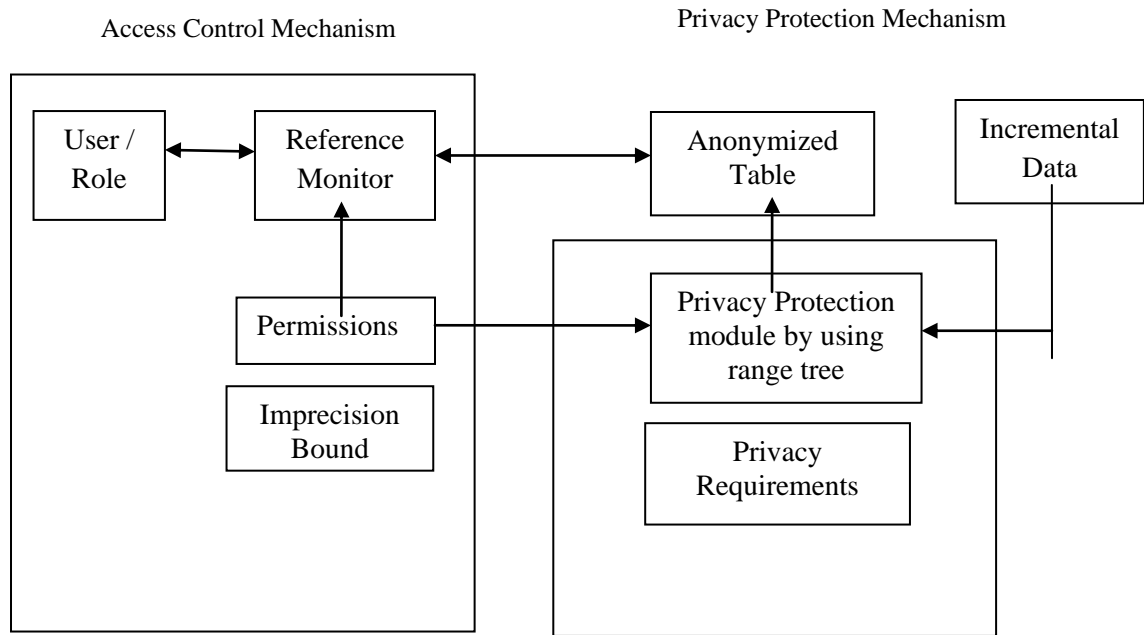 Access Control Mechanism
Privacy Protection Mechanism
User /
Role
Reference
Monitor
Anonymized
Table
Incremental
Data
Permissions
Privacy Protection
module by using
range tree
Imprecision
Bound
Privacy
Requirements